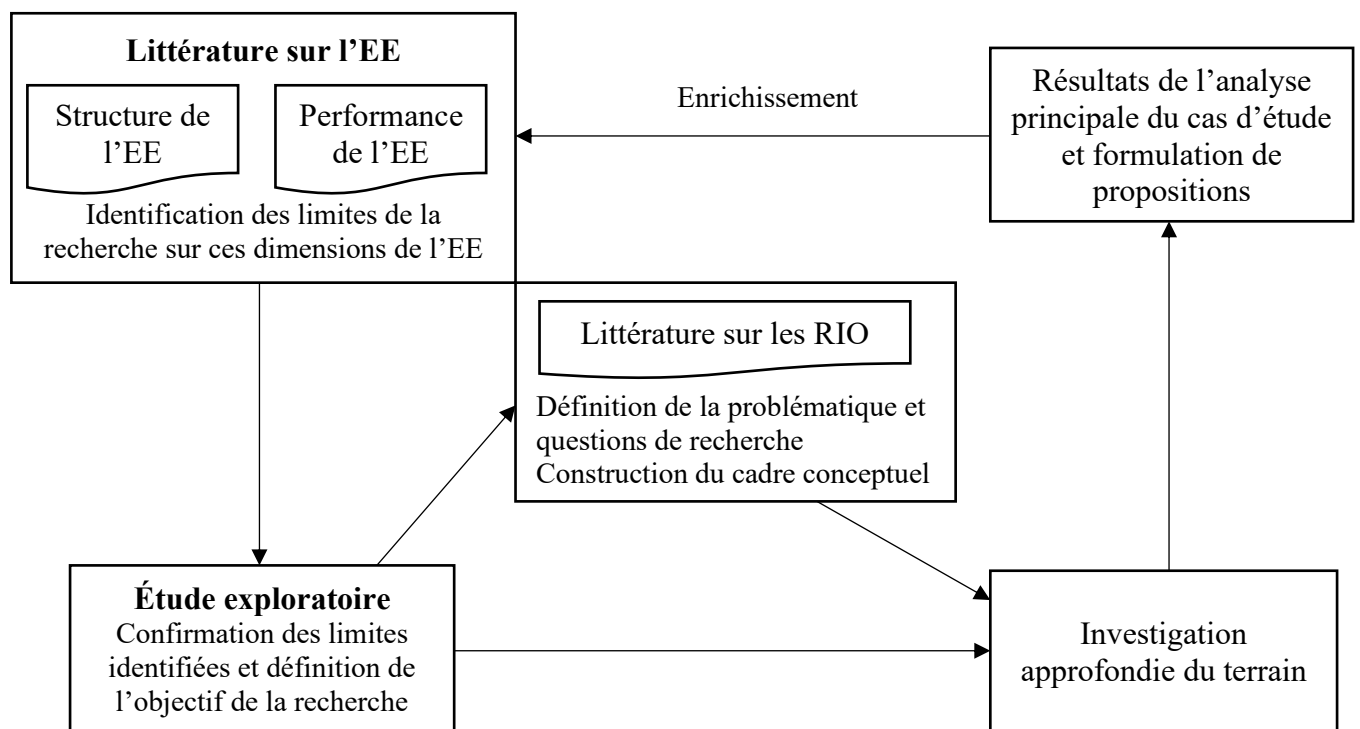 Littérature sur l’EE
Structure de
l’EE
Performance
de l’EE
Identification des limites de la
recherche sur ces dimensions de l’EE
Enrichissement
Résultats de l’analyse
principale du cas d’étude
et formulation de
propositions
Littérature sur les RIO
Définition de la problématique et
questions de recherche
Construction du cadre conceptuel
Étude exploratoire
Confirmation des limites
identifiées et définition de
l’objectif de la recherche
Investigation
approfondie du terrain